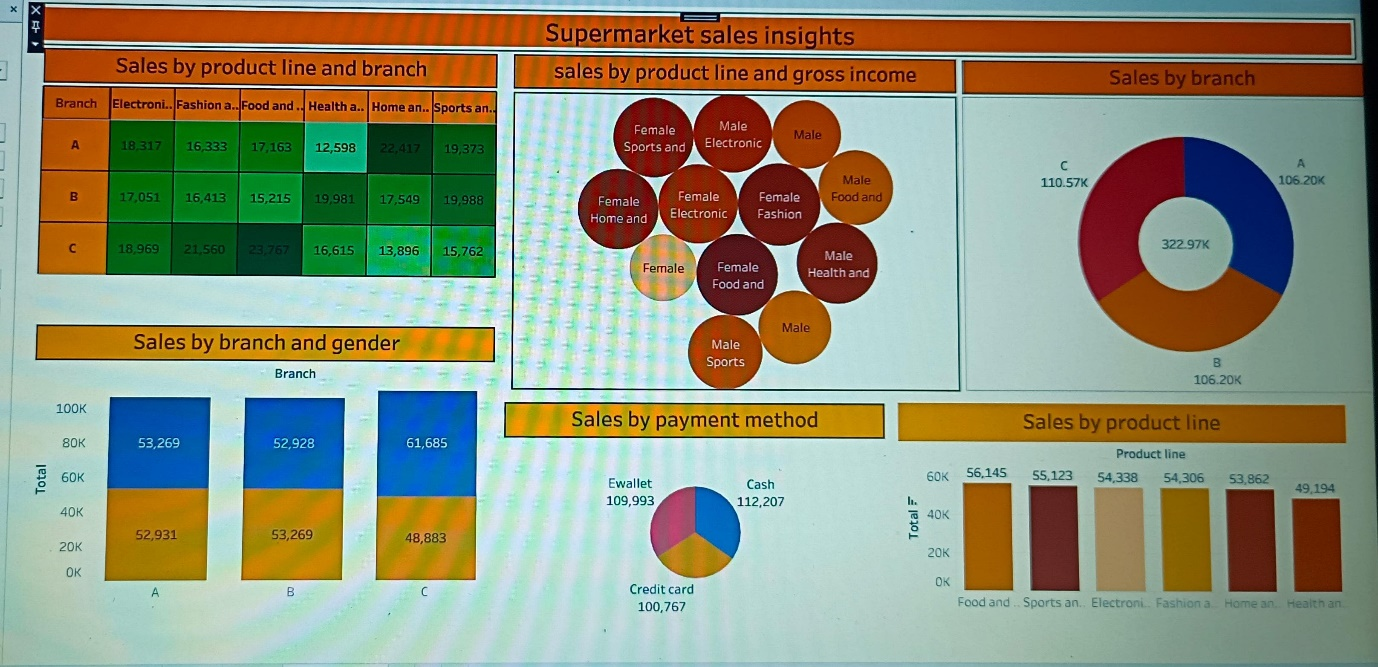 Supermarket sales insights
Sales by product line and branch
Branch Electroni.. Fashion a.. Food and .. Health a.. Home an.. Sports an..
A 18,317 16,333 17,163 12,598 22,417 19,373
B 17,051 16,413 15,215 19,981 17,549 19,988
C 18,969 21,560 23,767 16,615 13,896 15,762
sales by product line and gross income
Female
Sports and
Male
Electronic
Male
Female
Home and
Female
Electronic
Female
Fashion
Male
Food and
Female
Female
Food and
Male
Health and
Male
Sports
Male
Sales by branch
C
110.57K
A
106.20K
322.97K
B
106.20K
Sales by branch and gender
Branch
Total
100K
80K
60K
40K
20K
0K
53,269
52,928
61,685
52,931
53,269
48,883
A
B
C
Sales by payment method
Ewallet
109,993
Cash
112,207
Credit card
100,767
Sales by product line
Product line
60K
40K
20K
0K
56,145
55,123
54,338
54,306
53,862
49,194
Food and .. Sports an.. Electroni.. Fashion a.. Home an.. Health an..